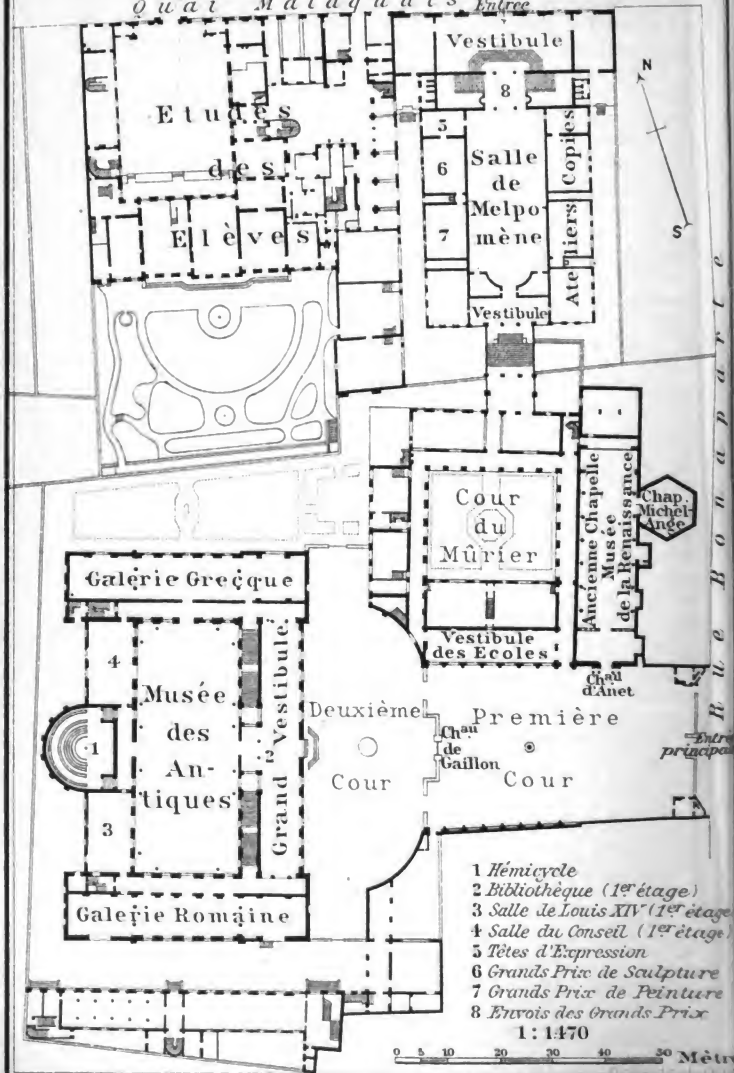 Quai Malaquais
Entrée
Vestibule
8
Etudes
des
Elèves
5
6
7
Salle
de
Melpo-
mène
Ateliers Copies
Vestibule
N
S
Rue Bonaparte
Cour
du
Mûrier
Ancienne Chapelle
Musée
de la Renaissance
Chap.
Michel-
Ange
Vestibule
des Ecoles
Chau
d'Anet
Galerie Grecque
4
1
3
Musée
des
An-
tiques
2
Grand Vestibule
Deuxième
Cour
Chau
de
Gaillon
Première
Cour
Entrée
principa
Galerie Romaine
1 Hémicycle
2 Bibliothèque (1er étage)
3 Salle de Louis XIV (1er étage
4 Salle du Conseil (1er étage)
5 Têtes d'Expression
6 Grands Prix de Sculpture
7 Grands Prix de Peinture
8 Envois des Grands Prix
1:1470
0 5 10 20 30 40 50 Mètr